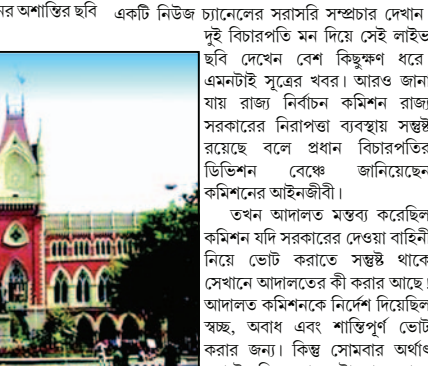 নের অশান্তির ছবি
একটি নিউজ চ্যানেলের সরাসরি সম্প্রচার দেখান
দুই বিচারপতি মন দিয়ে সেই লাইভ
ছবি দেখেন বেশ কিছুক্ষণ ধরে
এমনটাই সূত্রের খবর। আরও জানা
যায় রাজ্য নির্বাচন কমিশন রাজ্য
সরকারের নিরাপত্তা ব্যবস্থায় সন্তুষ্ট
রয়েছে বলে প্রধান বিচারপতির
ডিভিশন বেঞ্চে জানিয়েছেন
কমিশনের আইনজীবী।
তখন আদালত মন্তব্য করেছিল
কমিশন যদি সরকারের দেওয়া বাহিনী
নিয়ে ভোট করাতে সন্তুষ্ট থাকে
সেখানে আদালতের কী করার আছে।
আদালত কমিশনকে নির্দেশ দিয়েছিল
স্বচ্ছ, অবাধ এবং শান্তিপূর্ণ ভোট
করার জন্য। কিন্তু সোমবার অর্থাৎ